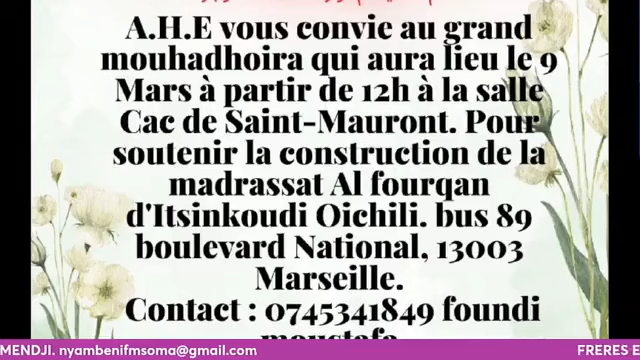 A.H.E vous convie au grand
mouhadhoira qui aura lieu le 9
Mars à partir de 12h à la salle
Cac de Saint-Mauront. Pour
soutenir la construction de la
madrassat Al fourqan
d'Itsinkoudi Oichili. bus 89
boulevard National, 13003
Marseille.
Contact : 0745341849 foundi
moustafa
MENDJI. nyambenifmsoma@gmail.com FRERES E